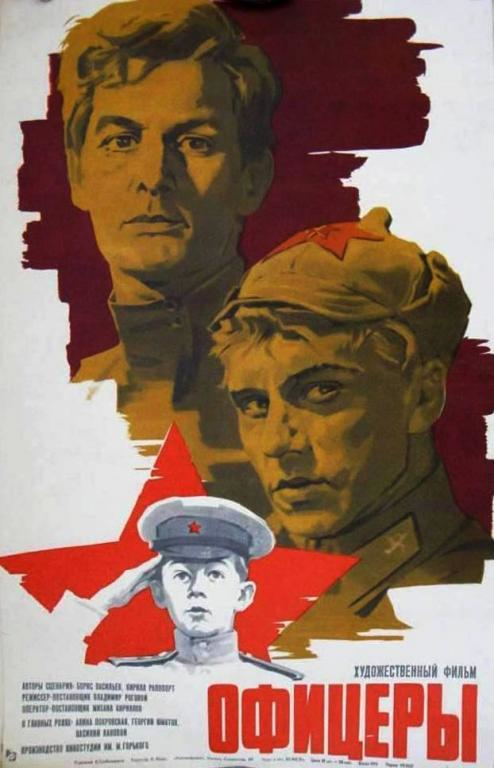 ХУДОЖЕСТВЕННЫЙ ФИЛЬМ
ОФИЦЕРЫ
АВТОРЫ СЦЕНАРИЯ-БОРИС ВАСИЛЬЕВ, КИРИЛЛ РАППОПОРТ
РЕЖИССЕР-ПОСТАНОВЩИК ВЛАДИМИР РОГОВОЙ
ОПЕРАТОР-ПОСТАНОВЩИК МИХАИЛ КИРИЛЛОВ
В ГЛАВНЫХ РОЛЯХ: АЛИНА ПОКРОВСКАЯ, ГЕОРГИЙ ЮМАТОВ,
ВАСИЛИЙ ЛАНОВОЙ
ПРОИЗВОДСТВО КИНОСТУДИИ ИМ. М. ГОРЬКОГО